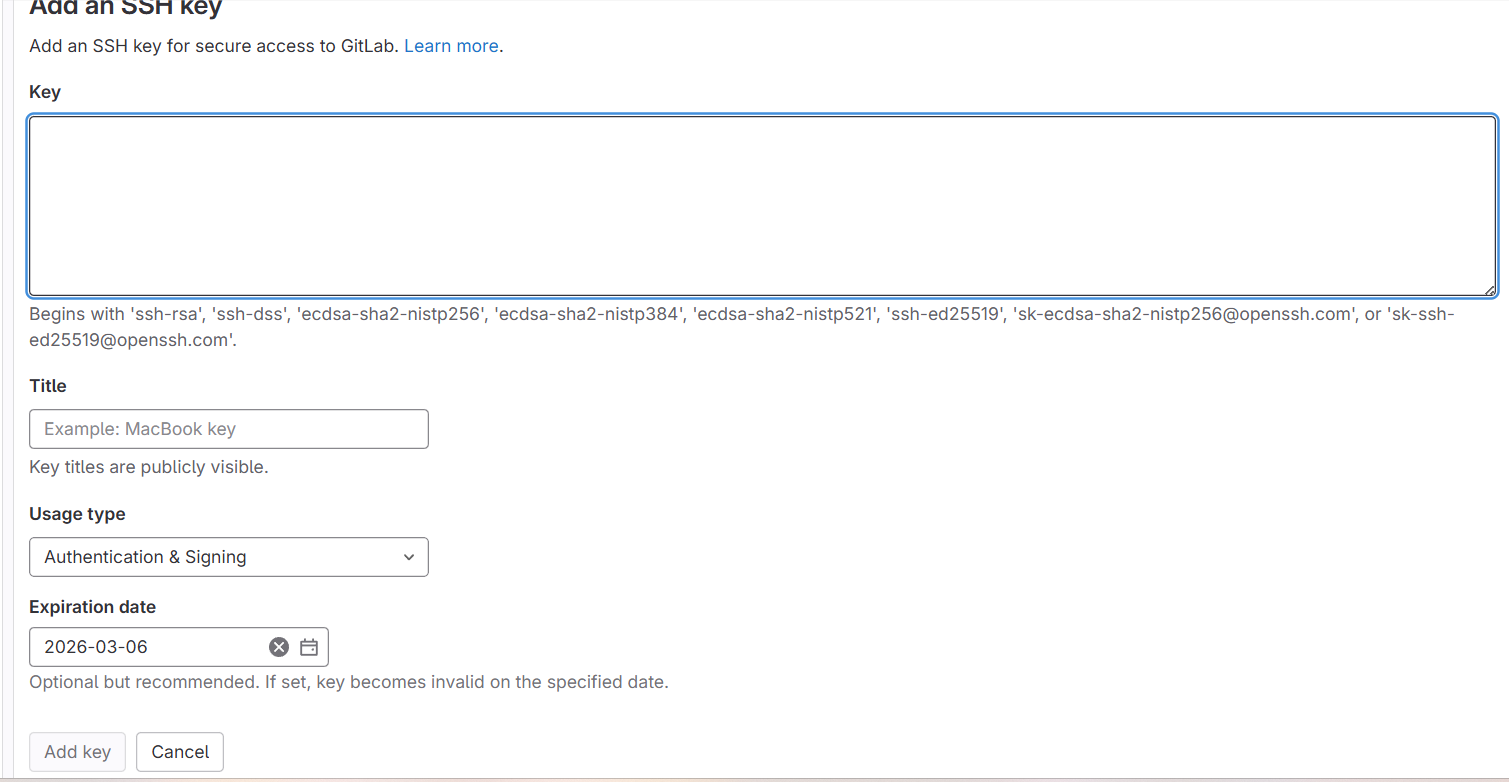 Add an SSH key
Add an SSH key for secure access to GitLab. Learn more.
Key
Begins with 'ssh-rsa', 'ssh-dss', 'ecdsa-sha2-nistp256', 'ecdsa-sha2-nistp384', 'ecdsa-sha2-nistp521', 'ssh-ed25519', 'sk-ecdsa-sha2-nistp256@openssh.com', or 'sk-ssh-
ed25519@openssh.com'.
Title
Example: MacBook key
Key titles are publicly visible.
Usage type
Authentication & Signing
Expiration date
2026-03-06
Optional but recommended. If set, key becomes invalid on the specified date.
Add key Cancel